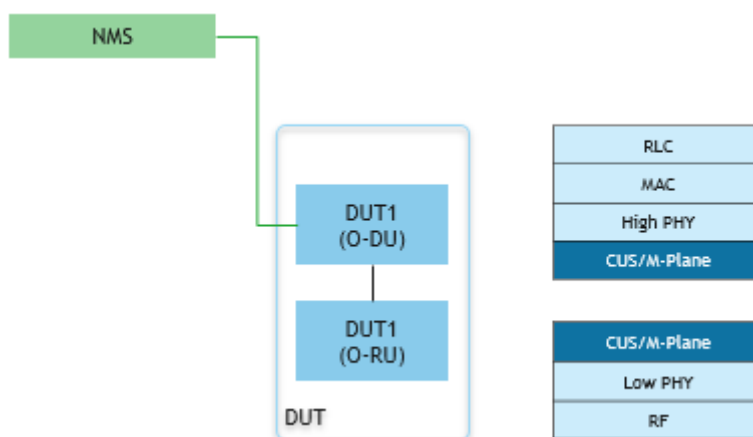 NMS
DUT1
(O-DU)
DUT1
(O-RU)
DUT
RLC
MAC
High PHY
CUS/M-Plane
CUS/M-Plane
Low PHY
RF